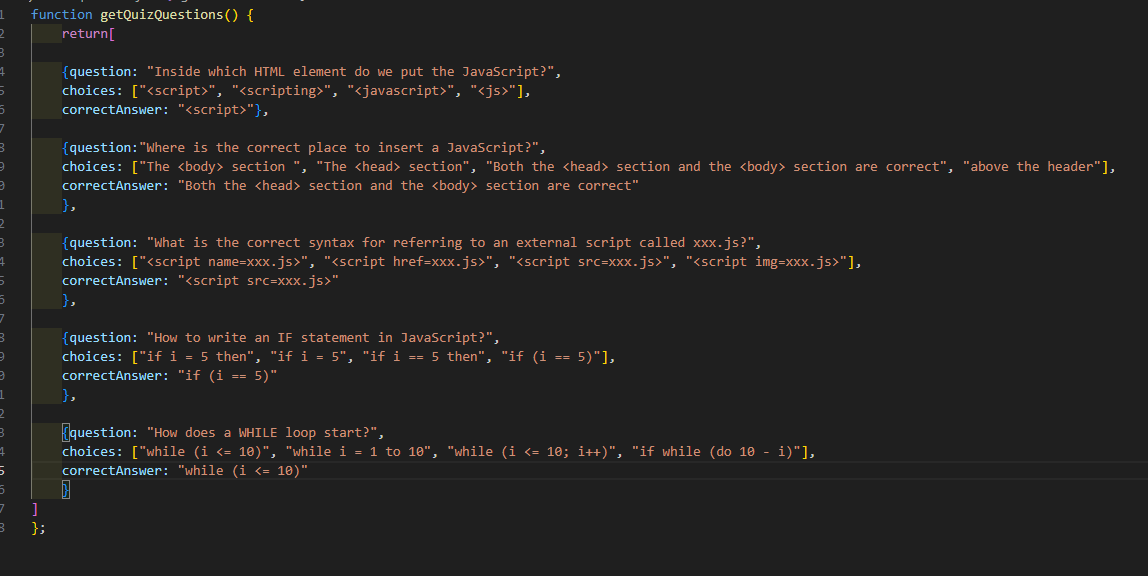 1 function getQuizQuestions() {
2 return[
3
4 {question: "Inside which HTML element do we put the JavaScript?",
5 choices: ["<script>", "<scripting>", "<javascript>", "<js>"],
6 correctAnswer: "<script>"},
7
8 {question:"Where is the correct place to insert a JavaScript?",
9 choices: ["The <body> section ", "The <head> section", "Both the <head> section and the <body> section are correct", "above the header"],
0 correctAnswer: "Both the <head> section and the <body> section are correct"
1 },
2
3 {question: "What is the correct syntax for referring to an external script called xxx.js?",
4 choices: ["<script name=xxx.js>", "<script href=xxx.js>", "<script src=xxx.js>", "<script img=xxx.js>"],
5 correctAnswer: "<script src=xxx.js>"
6 },
7
8 {question: "How to write an IF statement in JavaScript?",
9 choices: ["if i = 5 then", "if i = 5", "if i == 5 then", "if (i == 5)"],
0 correctAnswer: "if (i == 5)"
1 },
2
3 {question: "How does a WHILE loop start?",
4 choices: ["while (i <= 10)", "while i = 1 to 10", "while (i <= 10; i++)", "if while (do 10 - i)"],
5 correctAnswer: "while (i <= 10)"
6 }
7 ]
8 };